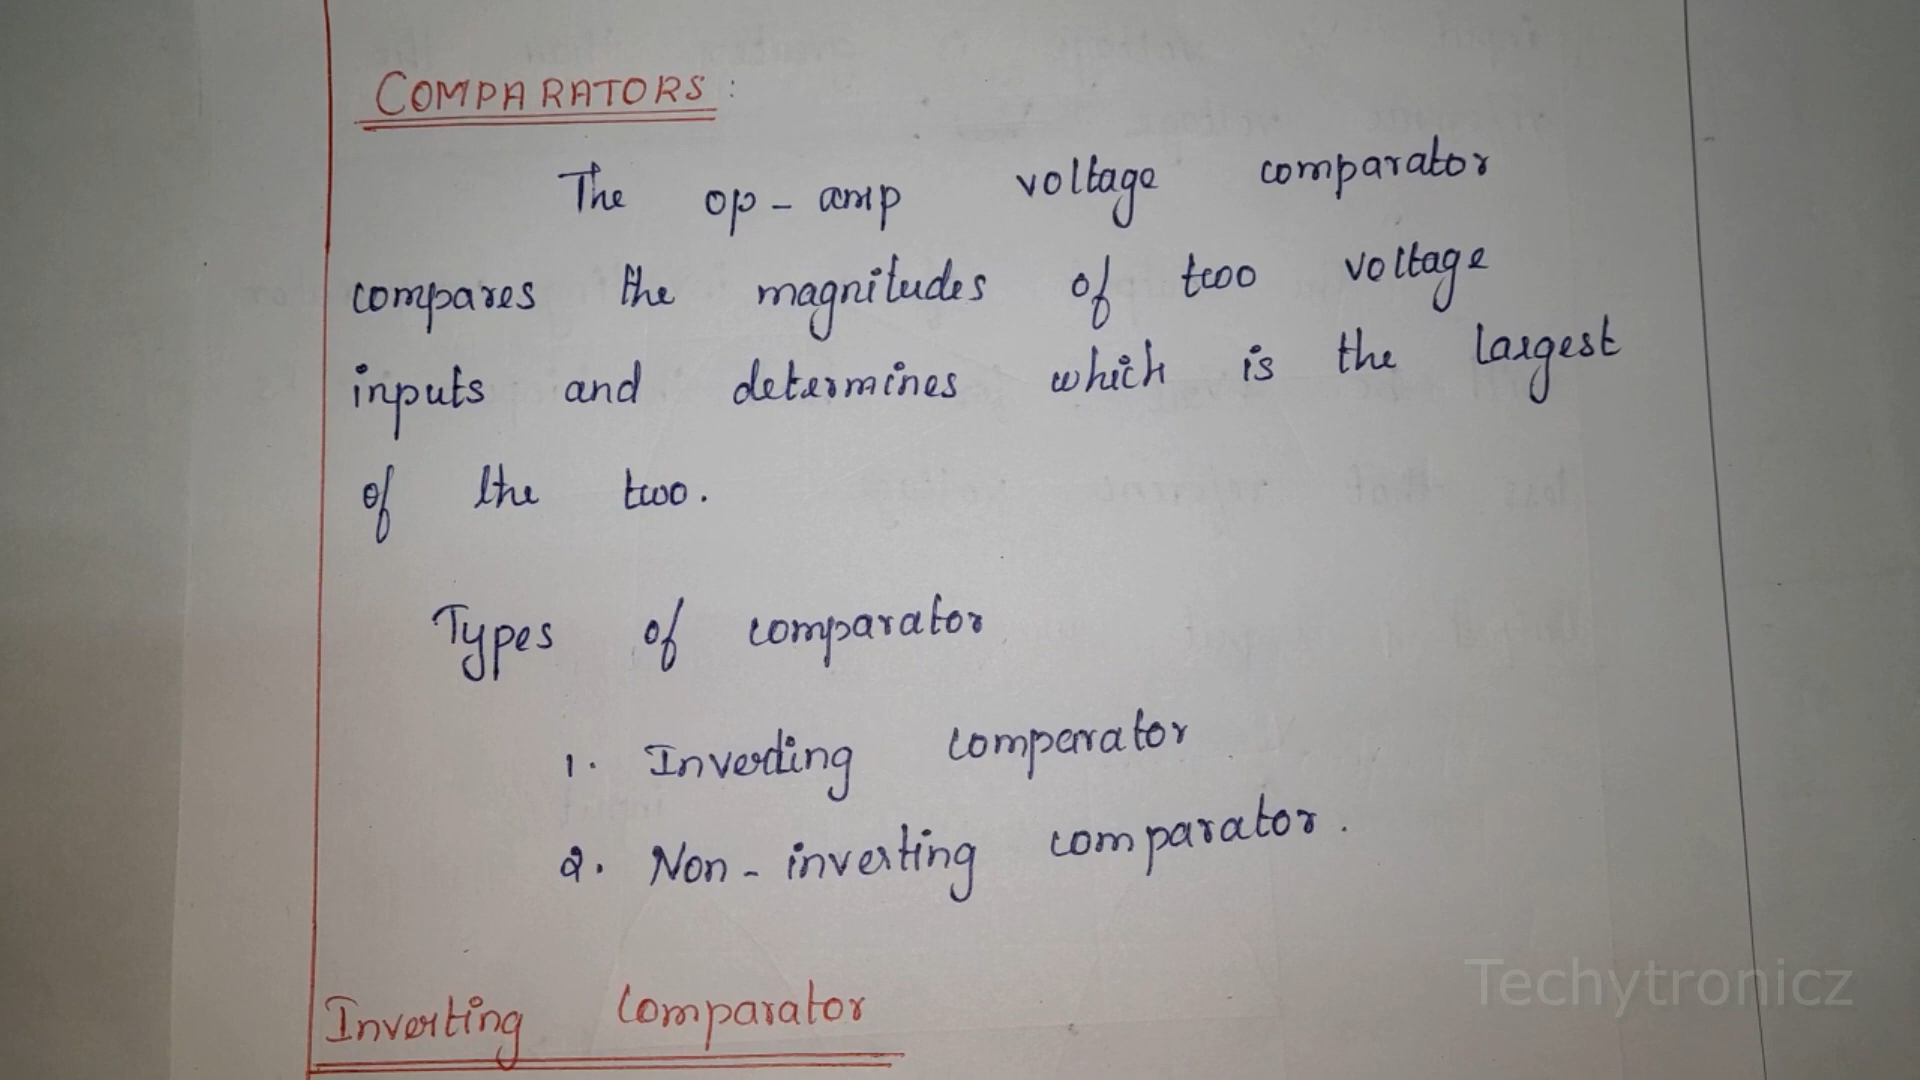 COMPARATORS:
The op-amp voltage comparator
compares the magnitudes of two voltage
inputs and determines which is the largest
of the two.
Types of comparator
1. Inverting comparator
2. Non-inverting comparator.
Inverting Comparator
Techytronicz